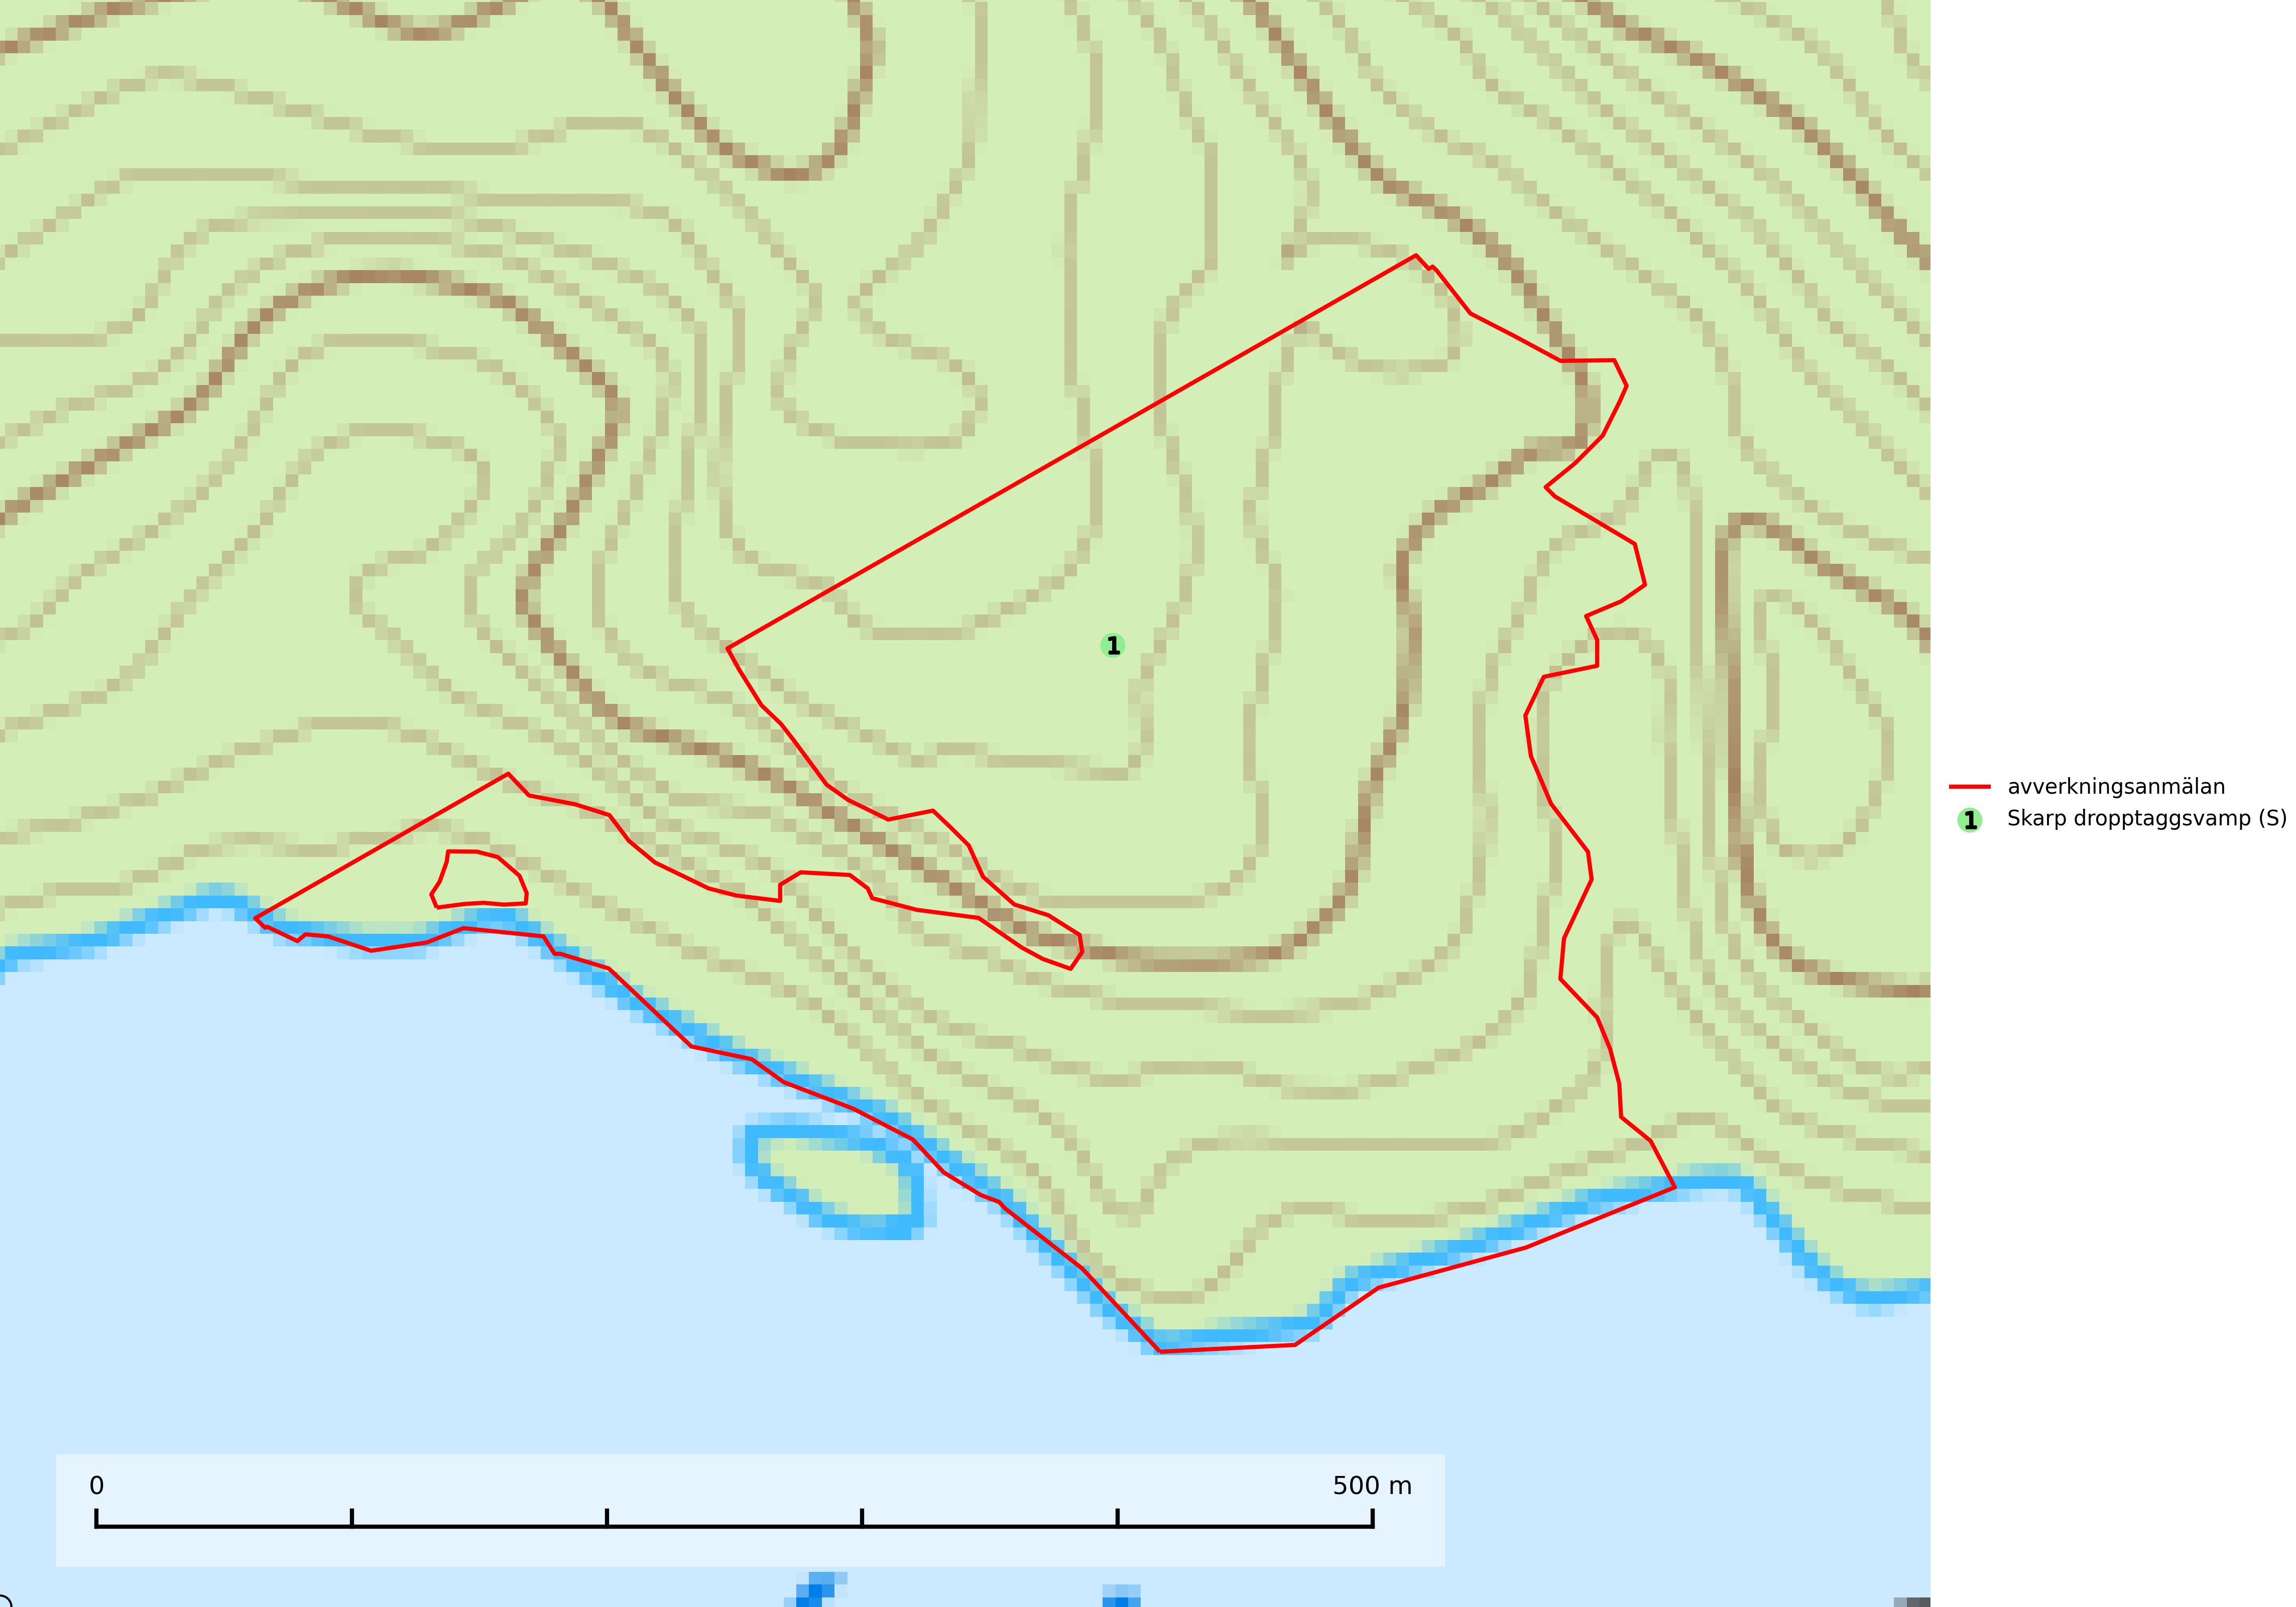 1
avverkningsanmälan
1 Skarp dropptaggsvamp (S)
0 500 m